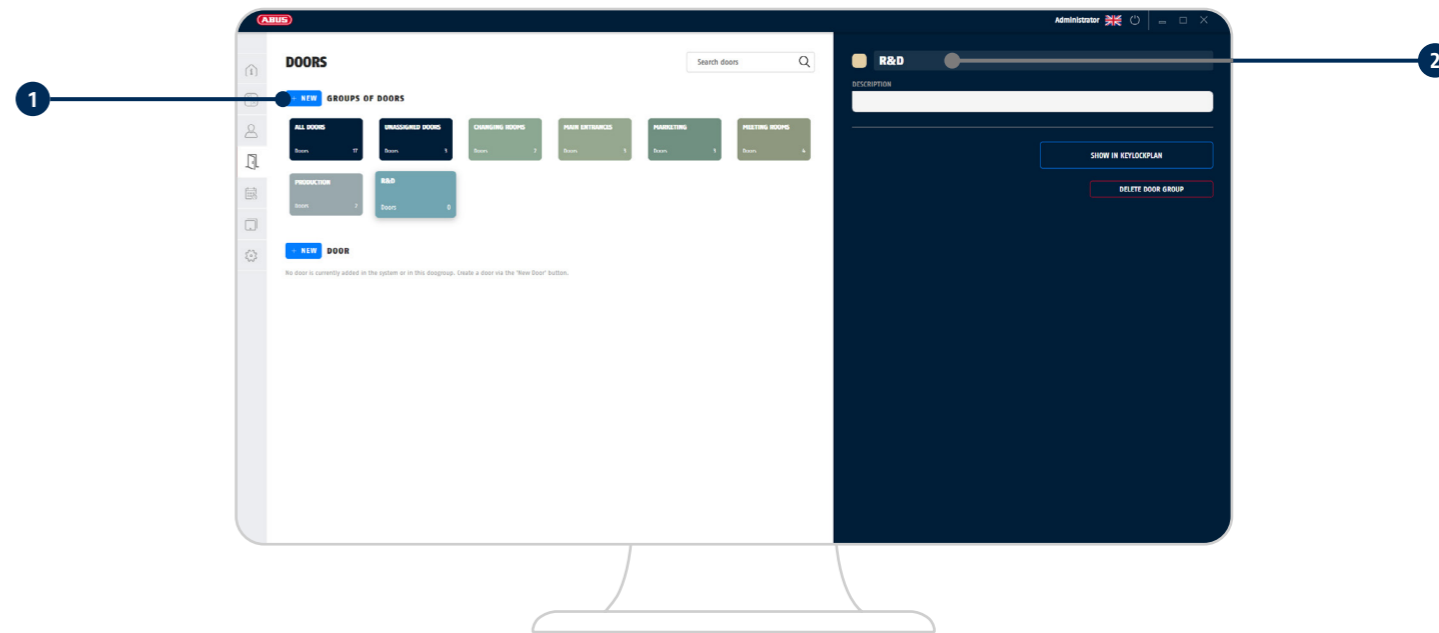 ABUS
Administrator
DOORS
Search doors
R&D
2
DESCRIPTION
1
+ NEW GROUPS OF DOORS
ALL DOORS
Doors 17
UNASSIGNED DOORS
Doors 5
CHANGING ROOMS
Doors 2
MAIN ENTRANCES
Doors
MARKETING
Doors
MEETING ROOMS
Doors 4
SHOW IN KEYLOCKPLAN
PRODUCTION
Doors 2
R&D
Doors 0
DELETE DOOR GROUP
+ NEW DOOR
No door is currently added in the system or in this doorgroup. Create a door via the 'New Door' button.